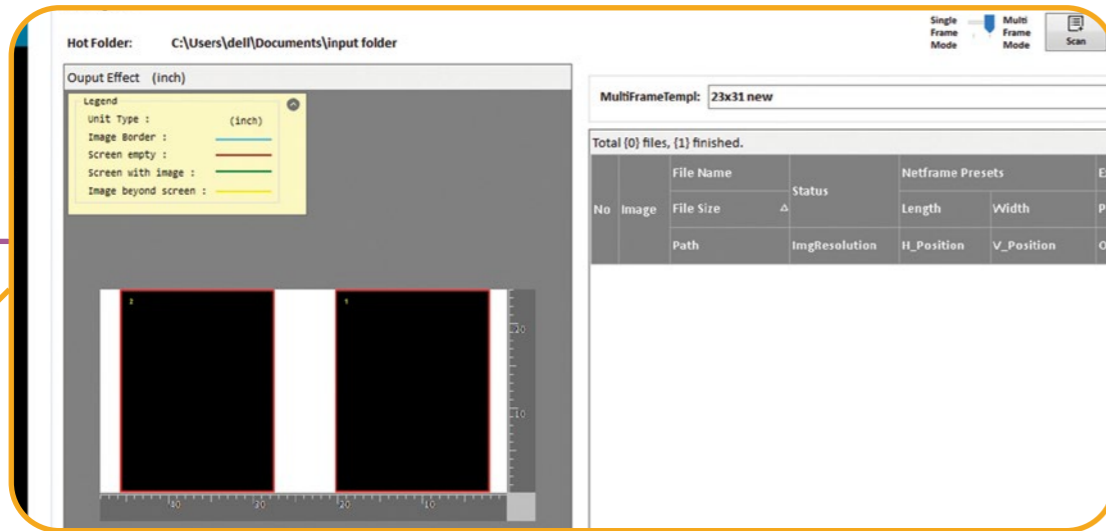 Single Frame Mode
Multi Frame Mode
Scan
Hot Folder: C:\Users\dell\Documents\input folder
Ouput Effect (inch)
Legend
Unit Type : (inch)
Image Border :
Screen empty :
Screen with image :
Image beyond screen :
MultiFrameTempl: 23x31 new
Total {0} files, {1} finished.
No
Image
File Name
File Size
Path
Status
ImgResolution
Netframe Presets
Length
Width
H_Position
V_Position
2
1
20
10
20
20
10